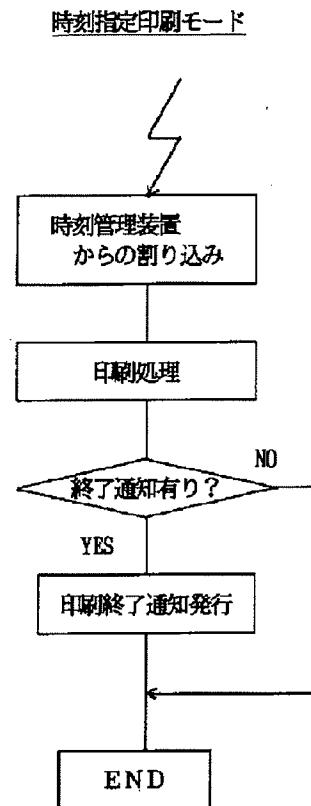 時刻指定印刷モード
時刻管理装置
からの割り込み
印刷処理
終了通知有り？
NO
YES
印刷終了通知発行
END